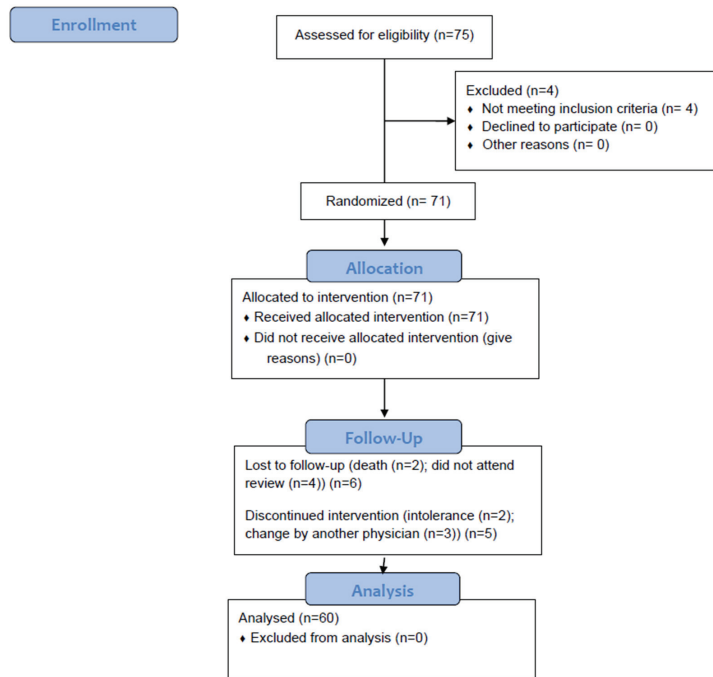 Enrollment
Assessed for eligibility (n=75)
Excluded (n=4)
♦ Not meeting inclusion criteria (n= 4)
♦ Declined to participate (n= 0)
♦ Other reasons (n= 0)
Randomized (n= 71)
Allocation
Allocated to intervention (n=71)
♦ Received allocated intervention (n=71)
♦ Did not receive allocated intervention (give
reasons) (n=0)
Follow-Up
Lost to follow-up (death (n=2); did not attend
review (n=4)) (n=6)
Discontinued intervention (intolerance (n=2);
change by another physician (n=3)) (n=5)
Analysis
Analysed (n=60)
♦ Excluded from analysis (n=0)